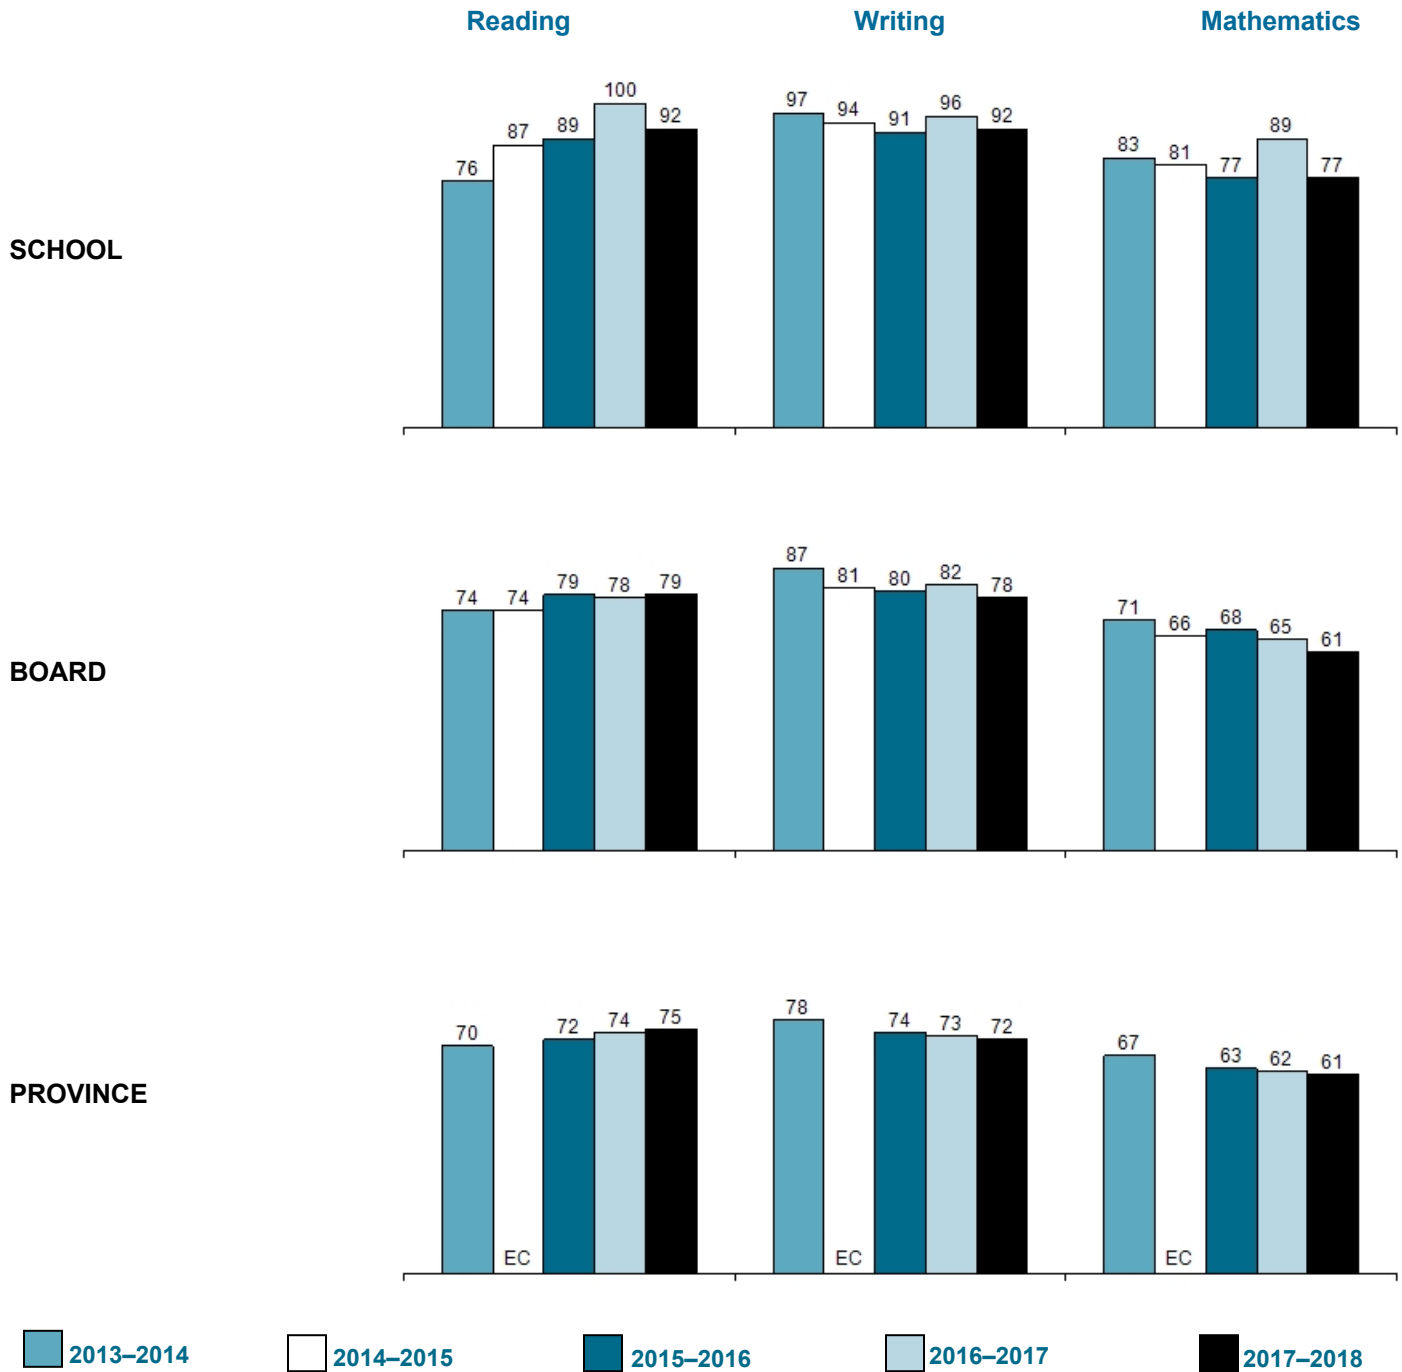 Reading Writing Mathematics
SCHOOL
76 87 89 100 92
97 94 91 96 92
83 81 77 89 77
BOARD
74 74 79 78 79
87 81 80 82 78
71 66 68 65 61
PROVINCE
70 EC 72 74 75
78 EC 74 73 72
67 EC 63 62 61
2013–2014 2014–2015 2015–2016 2016–2017 2017–2018